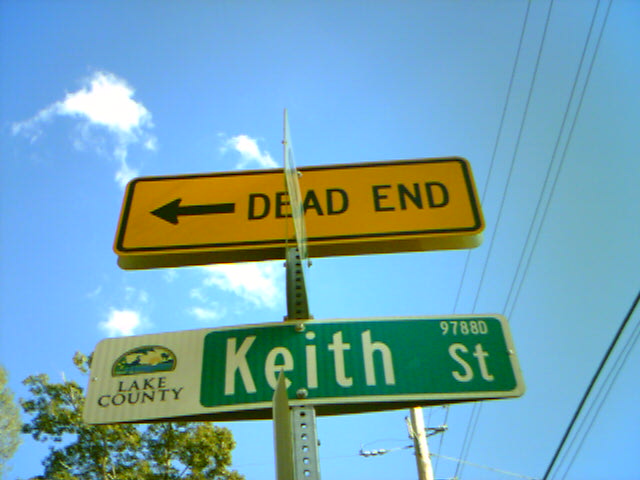 DEAD END
LAKE
COUNTY
Keith St
9788D